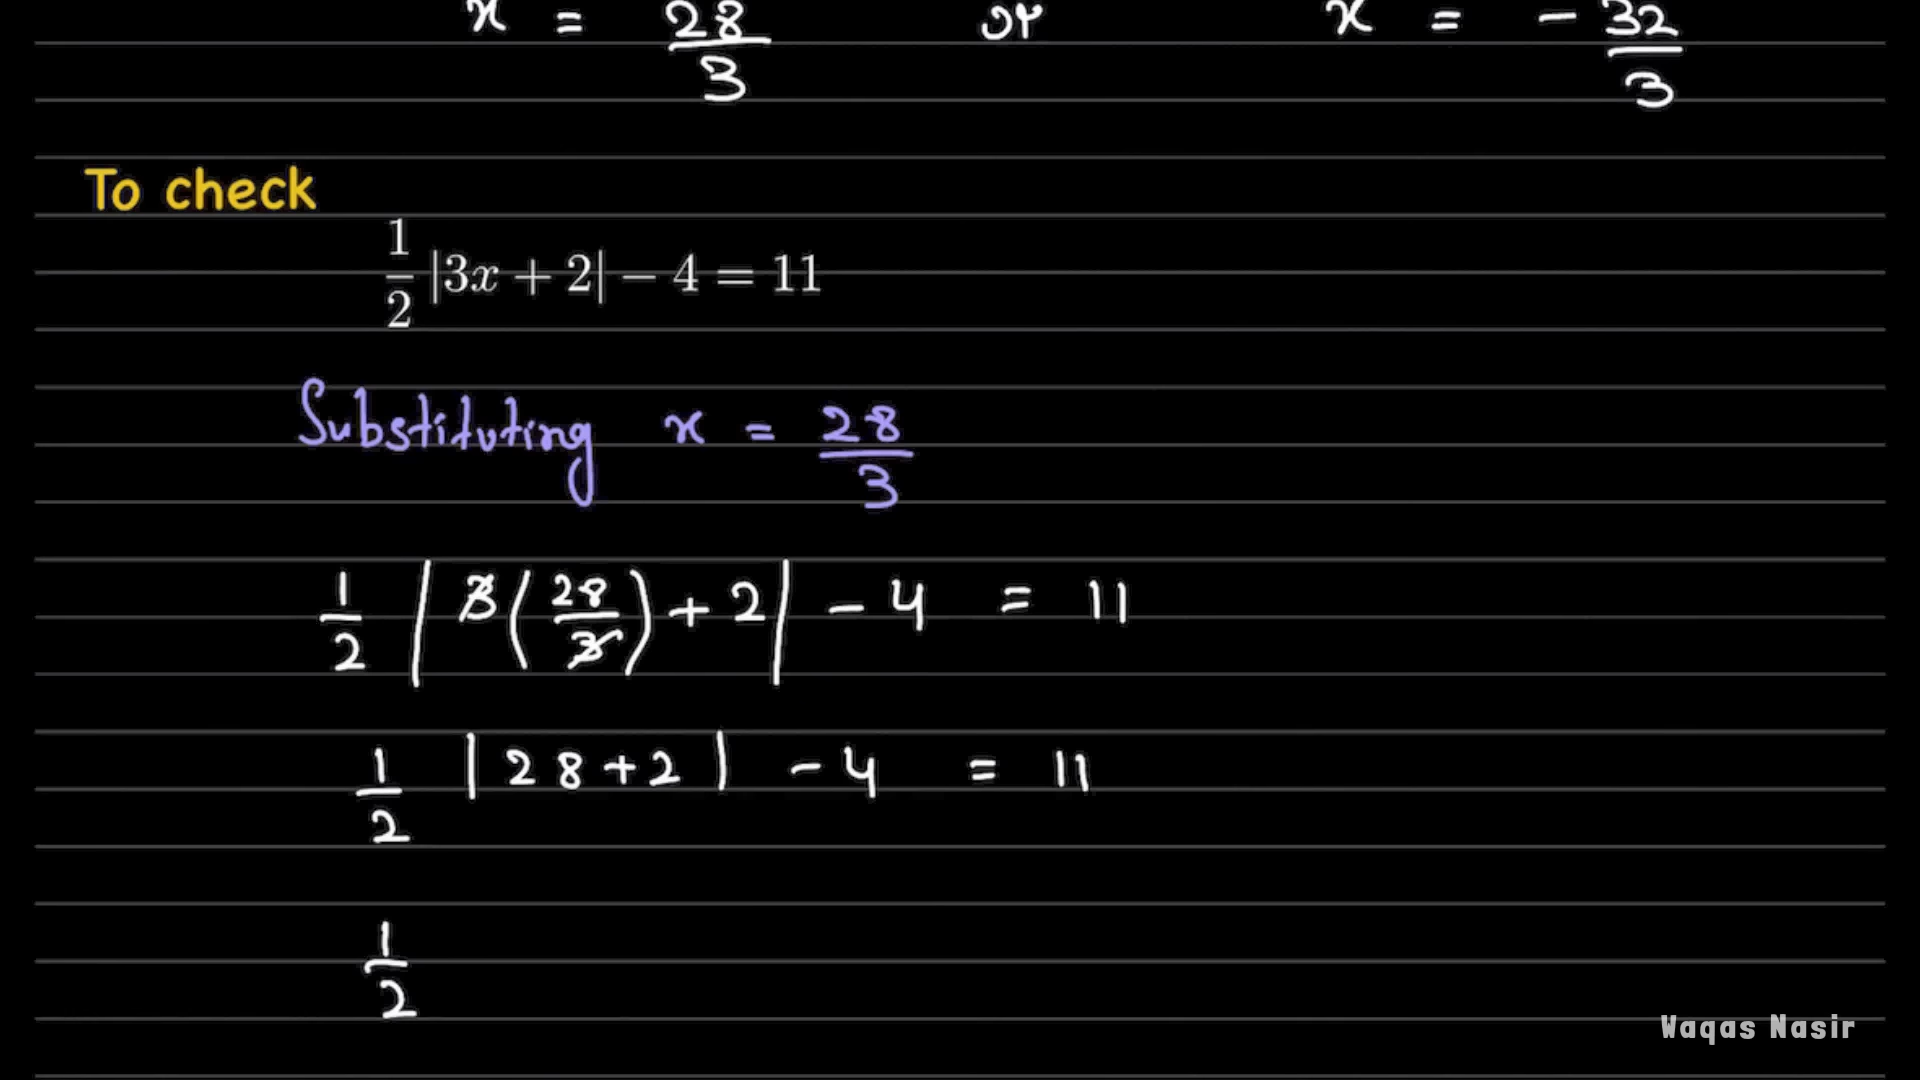 x = 28/3 or x = - 32/3
To check
1/2 |3x + 2| − 4 = 11
Substituting x = 28/3
1/2 | 3(28/3) + 2| - 4 = 11
1/2 |28+2| - 4 = 11
1/2
Waqas Nasir